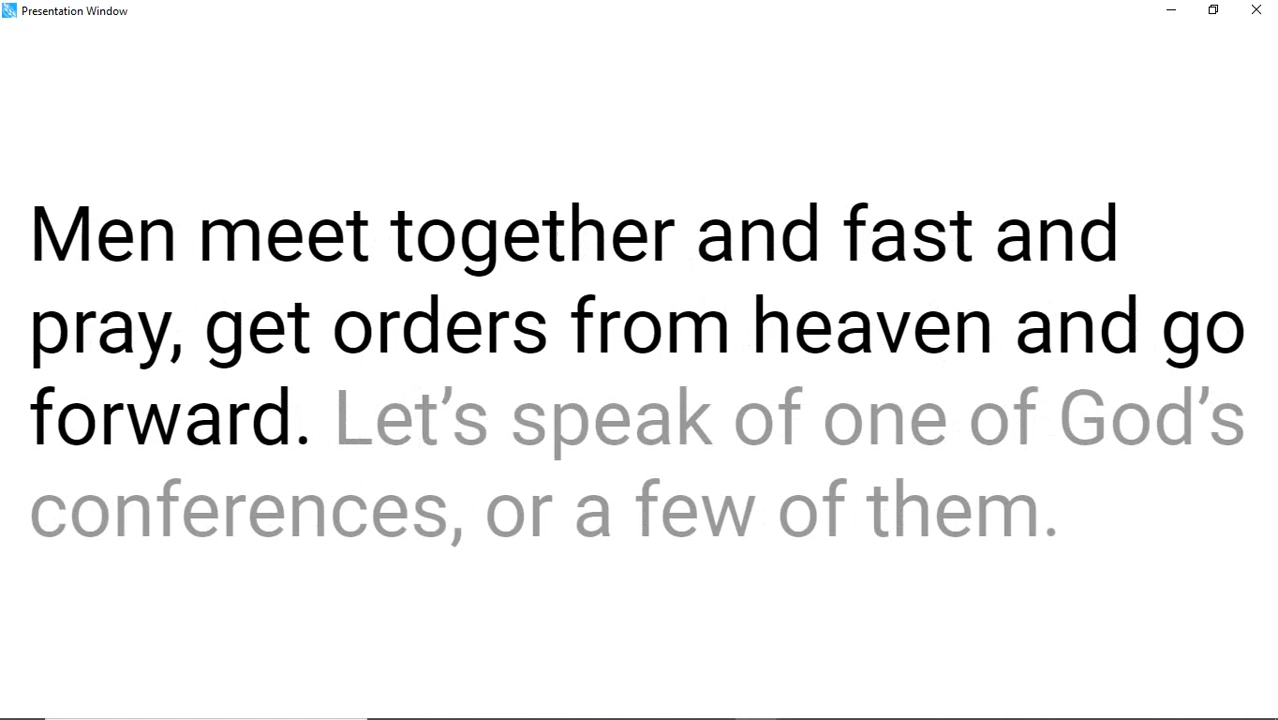 Presentation Window
Men meet together and fast and
pray, get orders from heaven and go
forward. Let’s speak of one of God’s
conferences, or a few of them.